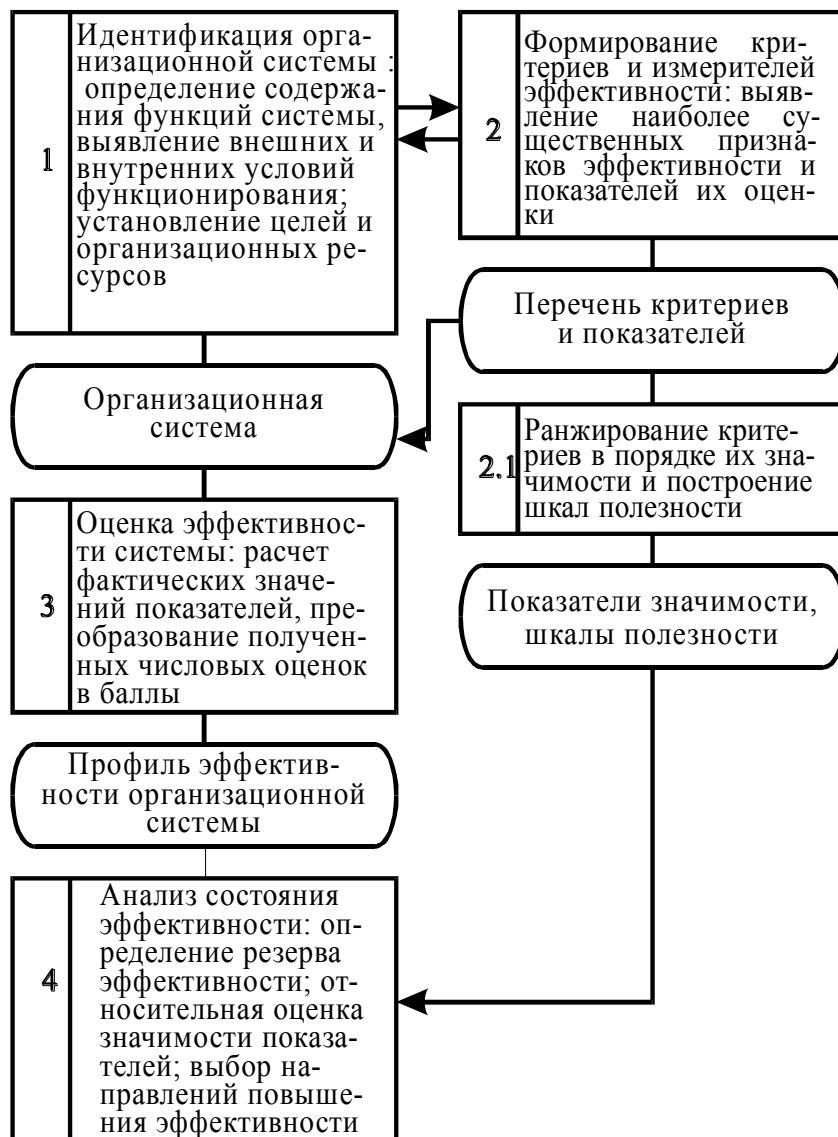 1
Идентификация орга-
низационной системы :
определение содержа-
ния функций системы,
выявление внешних и
внутренних условий
функционирования;
установление целей и
организационных ре-
сурсов
2
Формирование кри-
териев и измерителей
эффективности: выяв-
ление наиболее су-
щественных призна-
ков эффективности и
показателей их оцен-
ки
Перечень критериев
и показателей
Организационная
система
2.1
Ранжирование крите-
риев в порядке их зна-
чимости и построение
шкал полезности
3
Оценка эффективнос-
ти системы: расчет
фактических значе-
ний показателей, пре-
образование получен-
ных числовых оценок
в баллы
Показатели значимости,
шкалы полезности
Профиль эффектив-
ности организационной
системы
4
Анализ состояния
эффективности: оп-
ределение резерва
эффективности; от-
носительная оценка
значимости показа-
телей; выбор на-
правлений повыше-
ния эффективности